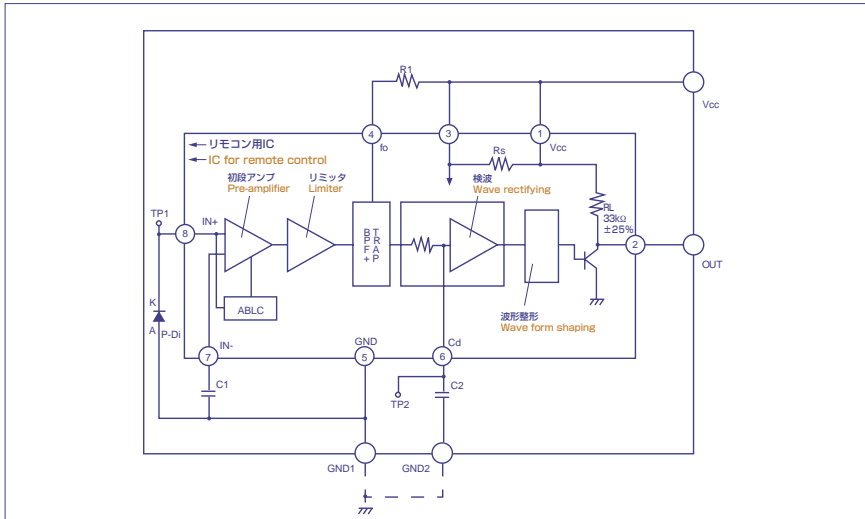 R1
Vcc
4
fo
3
1
Vcc
リモコン用IC
IC for remote control
Rs
初段アンプ
Pre-amplifier
リミッタ
Limiter
検波
Wave rectifying
RL
33kΩ
±25%
TP1
8
IN+
BPF+
TRAP
2
OUT
ABLC
K
A
P-Di
波形整形
Wave form shaping
7
IN-
GND
5
6
Cd
C1
TP2
C2
GND1
GND2